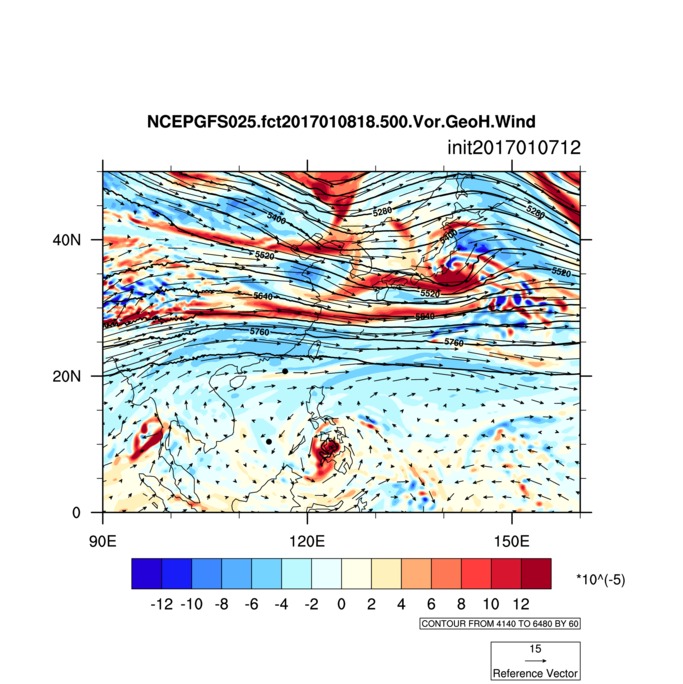 NCEPGFS025.fct2017010818.500.Vor.GeoH.Wind
init2017010712
5280
5400
5280
5400
40N
5520
5520
5640
5520
5640
5760
5760
20N
0
90E 120E 150E
-12 -10 -8 -6 -4 -2 0 2 4 6 8 10 12
*10^(-5)
CONTOUR FROM 4140 TO 6480 BY 60
15
Reference Vector